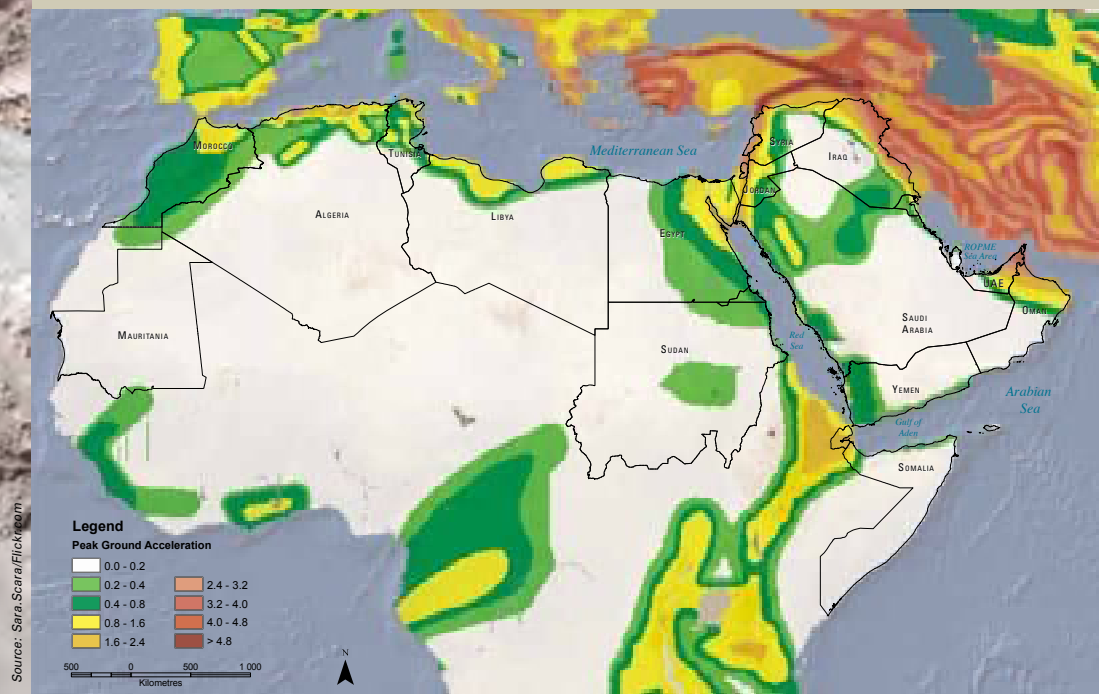 Mediterranean Sea
Morocco
Tunisia
Syria
Iraq
Jordan
Algeria
Libya
Egypt
ROPME
Sea Area
UAE
Oman
Saudi
Arabia
Mauritania
Sudan
Red
Sea
Yemen
Arabian
Sea
Gulf of
Aden
Somalia
Legend
Peak Ground Acceleration
0.0 - 0.2
0.2 - 0.4
0.4 - 0.8
0.8 - 1.6
1.6 - 2.4
2.4 - 3.2
3.2 - 4.0
4.0 - 4.8
> 4.8
500 0 500 1 000
Kilometres
N
Source: Sara.Scara/Flickr.com